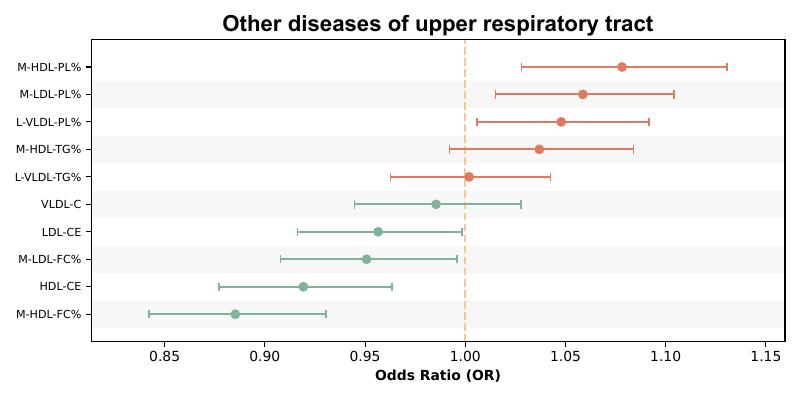 Other diseases of upper respiratory tract
M-HDL-PL%
M-LDL-PL%
L-VLDL-PL%
M-HDL-TG%
L-VLDL-TG%
VLDL-C
LDL-CE
M-LDL-FC%
HDL-CE
M-HDL-FC%
0.85 0.90 0.95 1.00 1.05 1.10 1.15
Odds Ratio (OR)